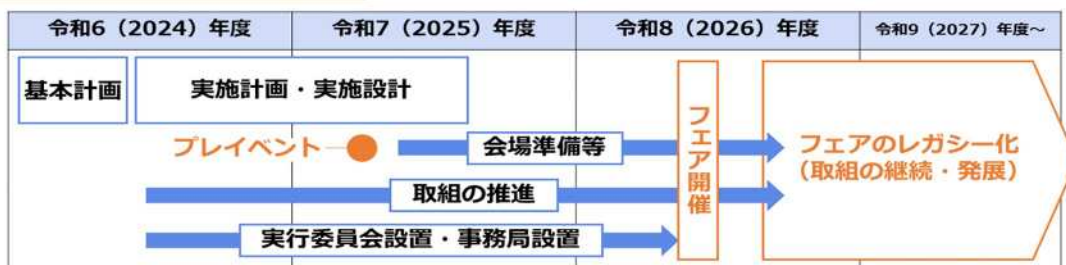 令和6（2024）年度
令和7（2025）年度
令和8（2026）年度
令和9（2027）年度～
基本計画
実施計画・実施設計
プレイベント
会場準備等
取組の推進
実行委員会設置・事務局設置
フェア開催
フェアのレガシー化
（取組の継続・発展）